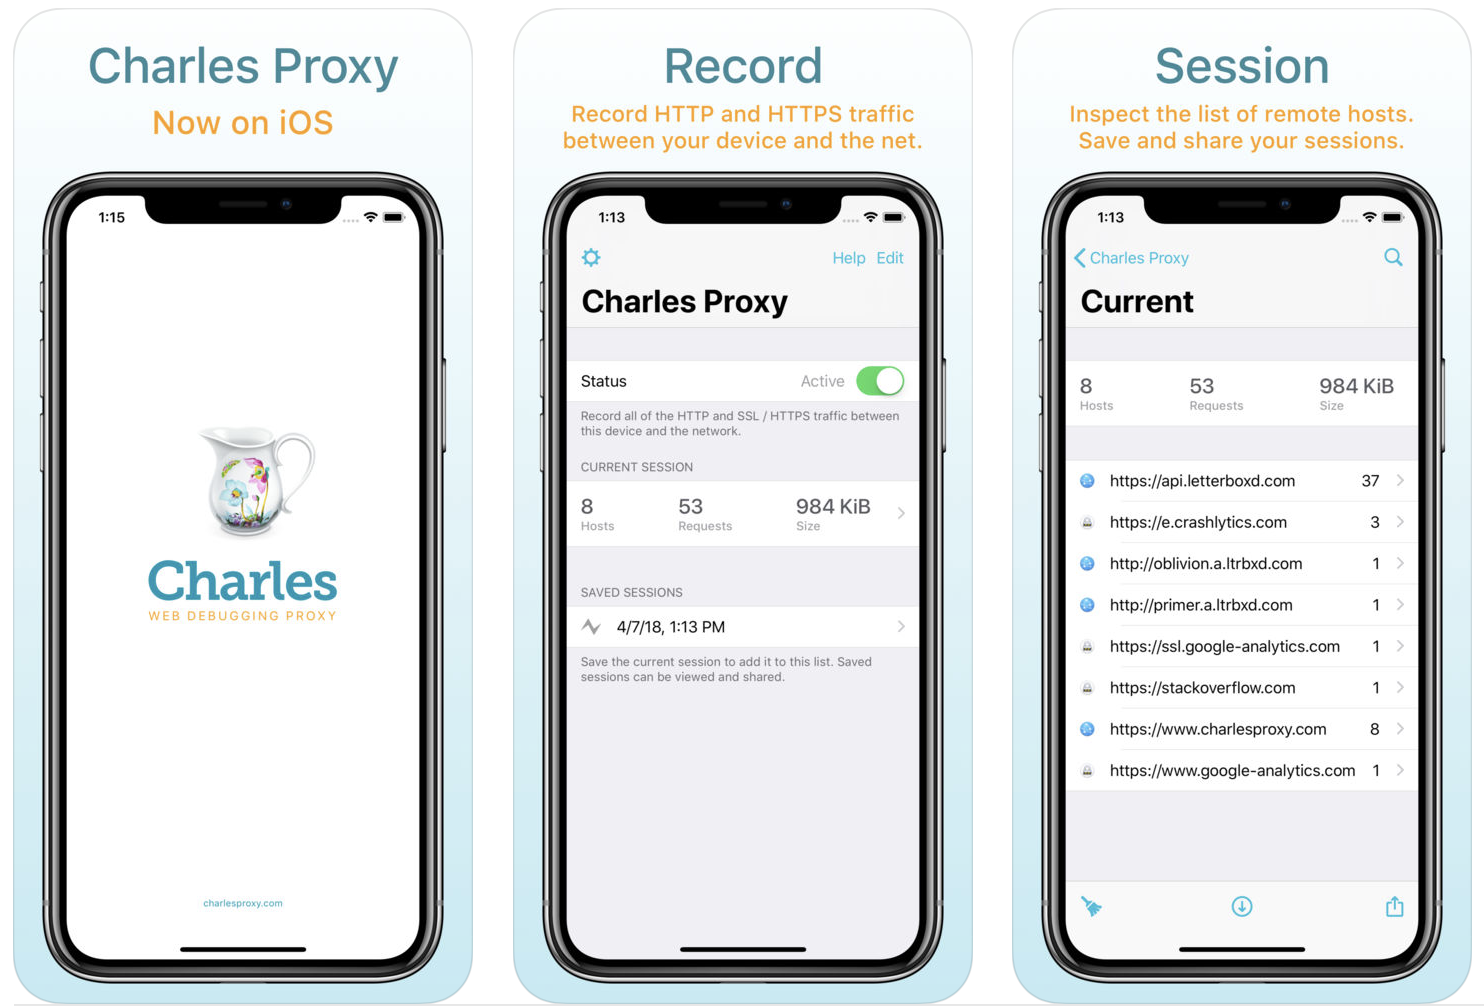 Charles Proxy
Now on iOS
1:15
Charles
WEB DEBUGGING PROXY
charlesproxy.com
Record
Record HTTP and HTTPS traffic
between your device and the net.
1:13
Help Edit
Charles Proxy
Status Active
Record all of the HTTP and SSL / HTTPS traffic between
this device and the network.
CURRENT SESSION
8 53 984 KiB
Hosts Requests Size
SAVED SESSIONS
4/7/18, 1:13 PM
Save the current session to add it to this list. Saved
sessions can be viewed and shared.
Session
Inspect the list of remote hosts.
Save and share your sessions.
1:13
Charles Proxy
Current
8 53 984 KiB
Hosts Requests Size
https://api.letterboxd.com 37
https://e.crashlytics.com 3
http://oblivion.a.ltrbxd.com 1
http://primer.a.ltrbxd.com 1
https://ssl.google-analytics.com 1
https://stackoverflow.com 1
https://www.charlesproxy.com 8
https://www.google-analytics.com 1